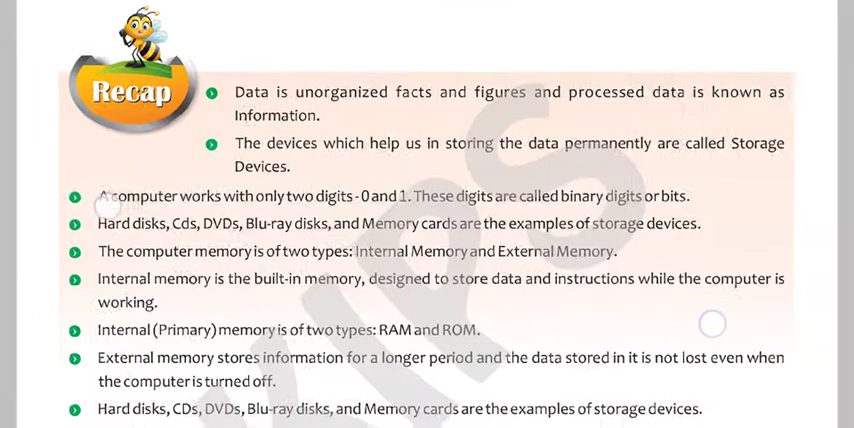 Recap
Data is unorganized facts and figures and processed data is known as
Information.
The devices which help us in storing the data permanently are called Storage
Devices.
A computer works with only two digits - 0 and 1. These digits are called binary digits or bits.
Hard disks, Cds, DVDs, Blu-ray disks, and Memory cards are the examples of storage devices.
The computer memory is of two types: Internal Memory and External Memory.
Internal memory is the built-in memory, designed to store data and instructions while the computer is
working.
Internal (Primary) memory is of two types: RAM and ROM.
External memory stores information for a longer period and the data stored in it is not lost even when
the computer is turned off.
Hard disks, CDs, DVDs, Blu-ray disks, and Memory cards are the examples of storage devices.
KIPS